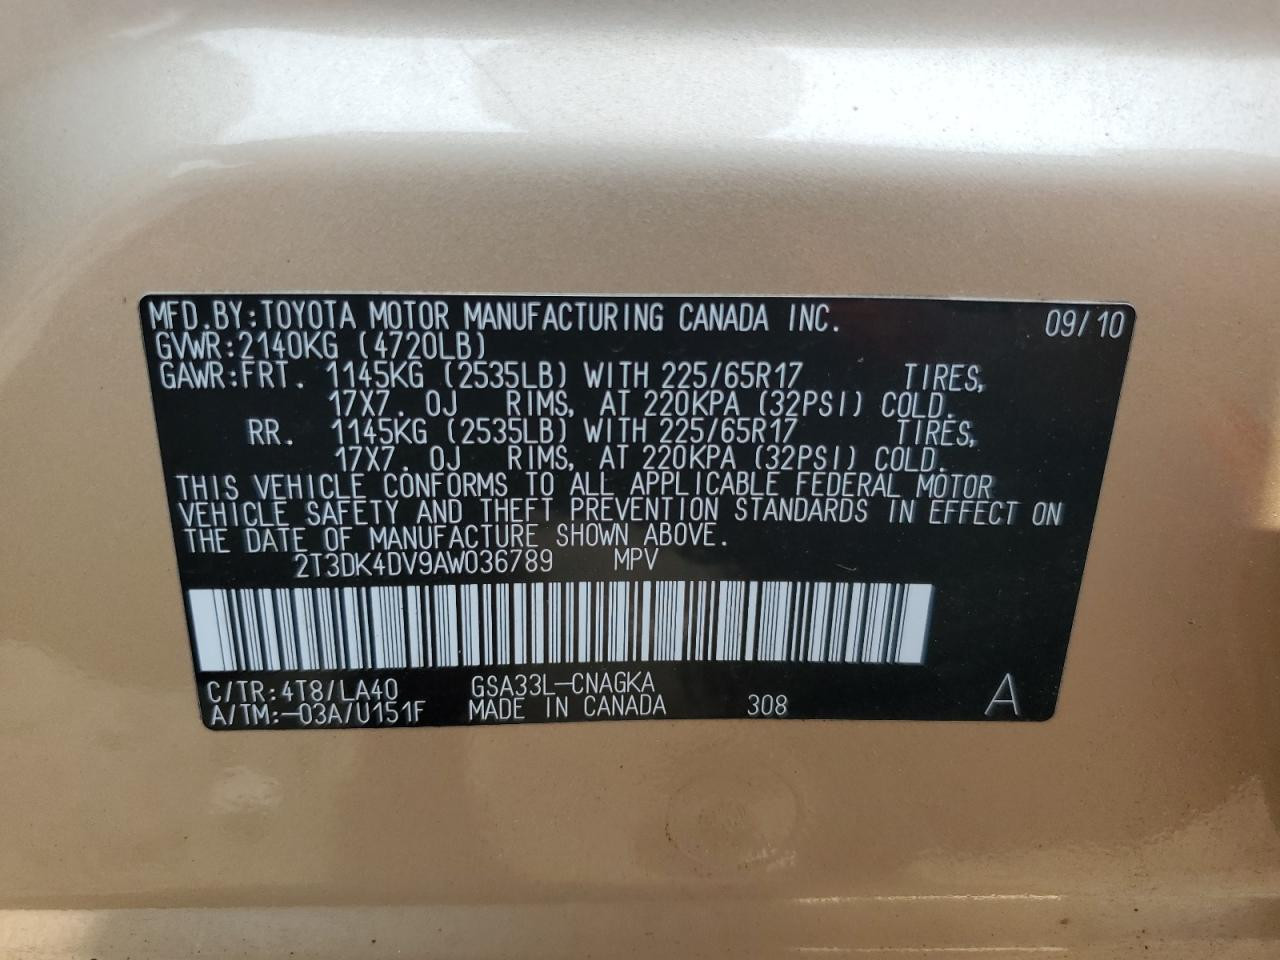 MFD.BY:TOYOTA MOTOR MANUFACTURING CANADA INC. 09/10
GVWR:2140KG (4720LB)
GAWR:FRT. 1145KG (2535LB) WITH 225/65R17 TIRES,
17X7. 0J RIMS, AT 220KPA (32PSI) COLD.
RR. 1145KG (2535LB) WITH 225/65R17 TIRES,
17X7. 0J RIMS, AT 220KPA (32PSI) COLD.
THIS VEHICLE CONFORMS TO ALL APPLICABLE FEDERAL MOTOR
VEHICLE SAFETY AND THEFT PREVENTION STANDARDS IN EFFECT ON
THE DATE OF MANUFACTURE SHOWN ABOVE.
2T3DK4DV9AW036789 MPV
C/TR:4T8/LA40 GSA33L-CNAGKA
A/TM:-03A/U151F MADE IN CANADA 308 A